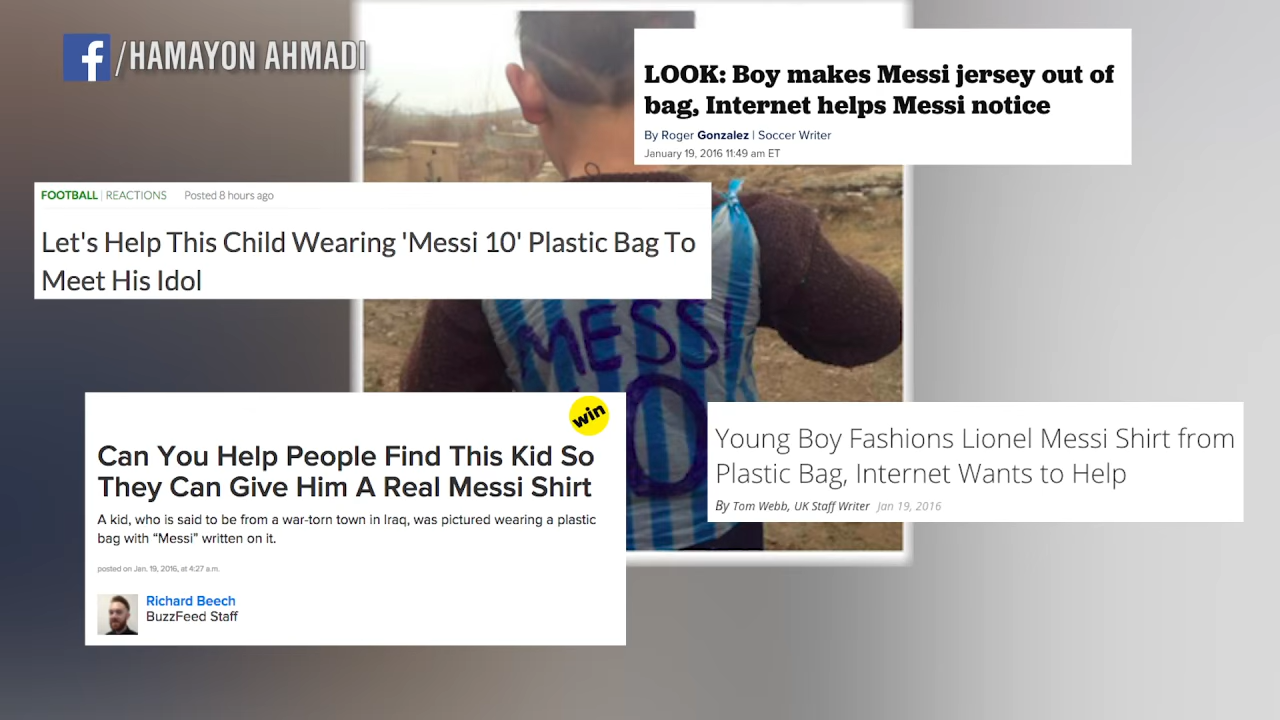 f/HAMAYON AHMADI
LOOK: Boy makes Messi jersey out of
bag, Internet helps Messi notice
By Roger Gonzalez | Soccer Writer
January 19, 2016 11:49 am ET
FOOTBALL | REACTIONS Posted 8 hours ago
Let's Help This Child Wearing 'Messi 10' Plastic Bag To
Meet His Idol
MESSI
10
win
Can You Help People Find This Kid So
They Can Give Him A Real Messi Shirt
A kid, who is said to be from a war-torn town in Iraq, was pictured wearing a plastic
bag with “Messi” written on it.
posted on Jan. 19, 2016, at 4:27 a.m.
Richard Beech
BuzzFeed Staff
Young Boy Fashions Lionel Messi Shirt from
Plastic Bag, Internet Wants to Help
By Tom Webb, UK Staff Writer Jan 19, 2016